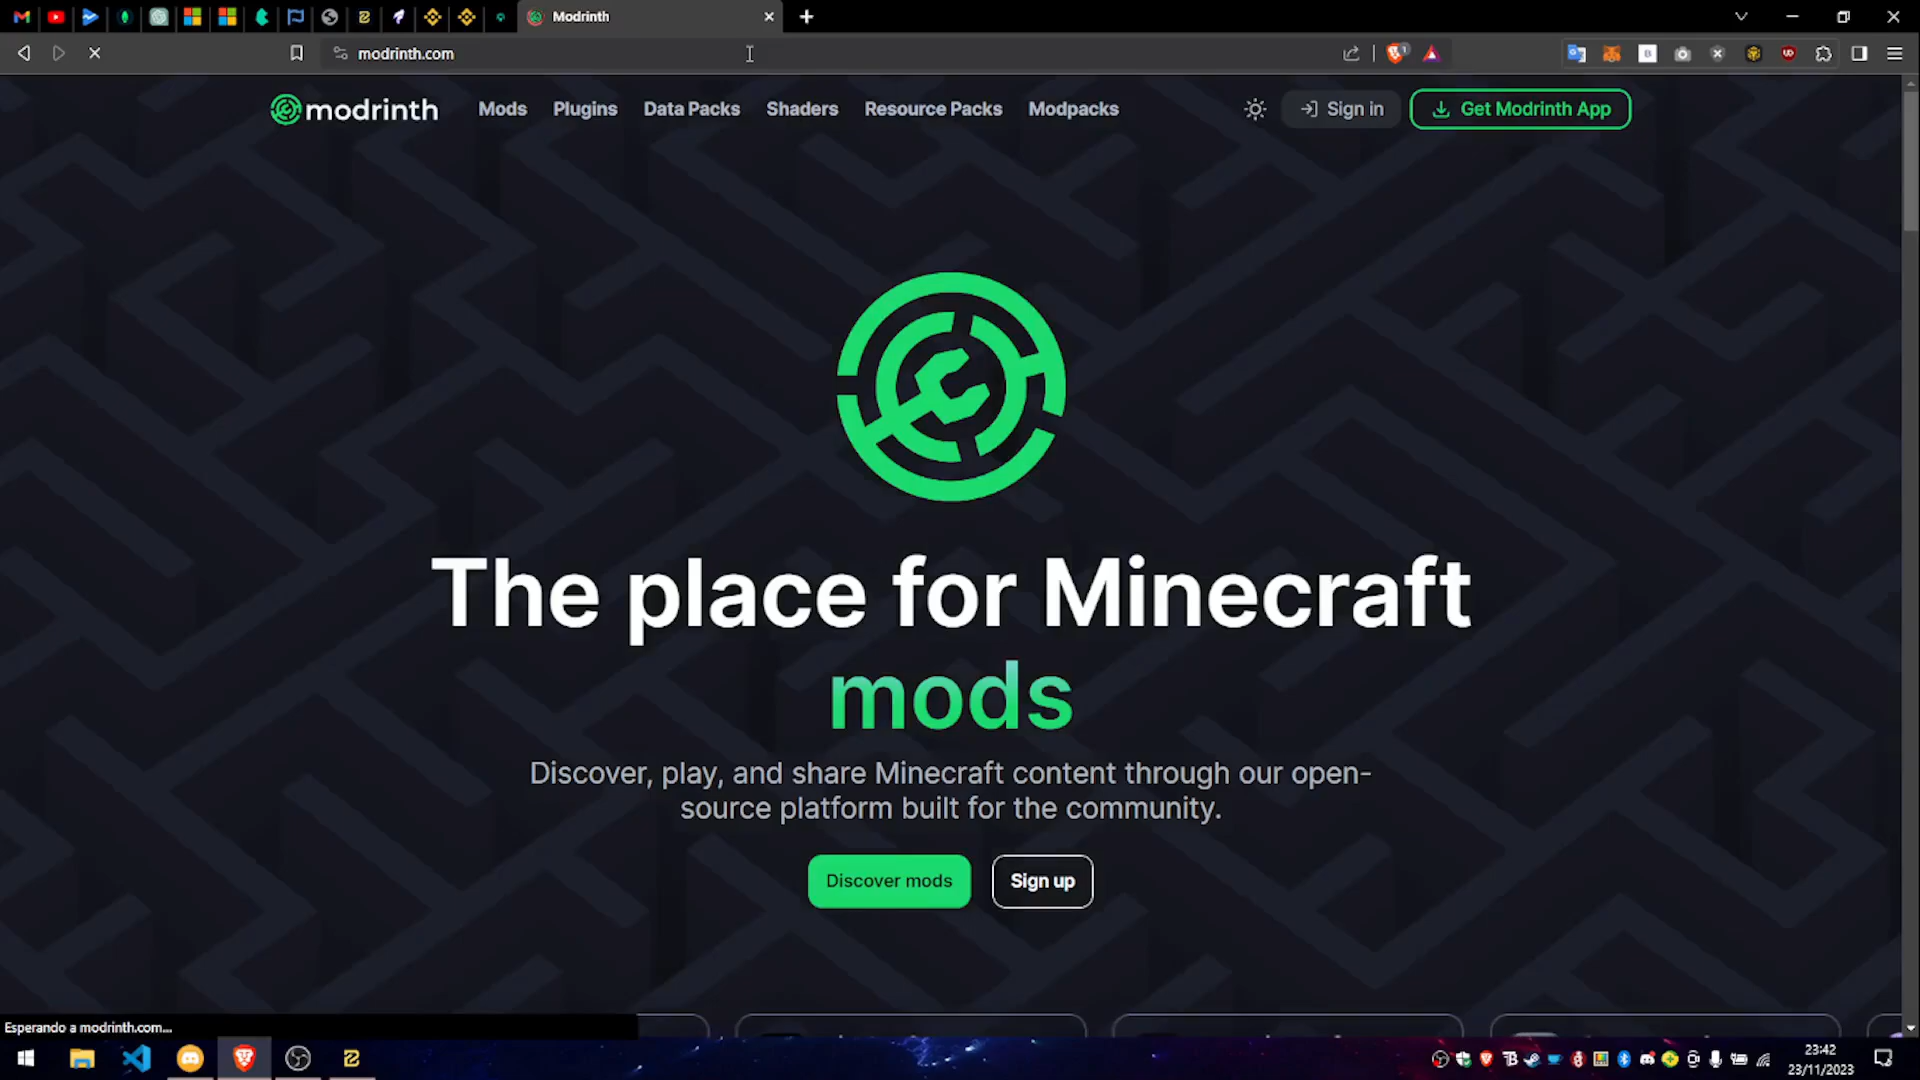 Modrinth
modrinth.com
modrinth
Mods
Plugins
Data Packs
Shaders
Resource Packs
Modpacks
Sign in
Get Modrinth App
The place for Minecraft
mods
Discover, play, and share Minecraft content through our open-
source platform built for the community.
Discover mods
Sign up
Esperando a modrinth.com...
23:42
23/11/2023